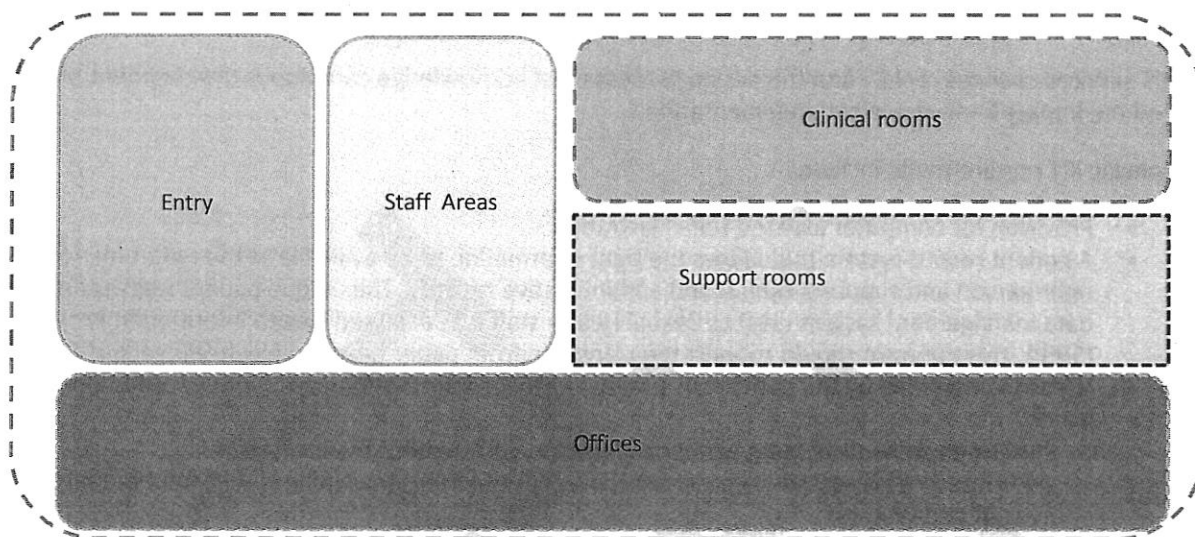 Clinical rooms
Entry
Staff Areas
Support rooms
Offices